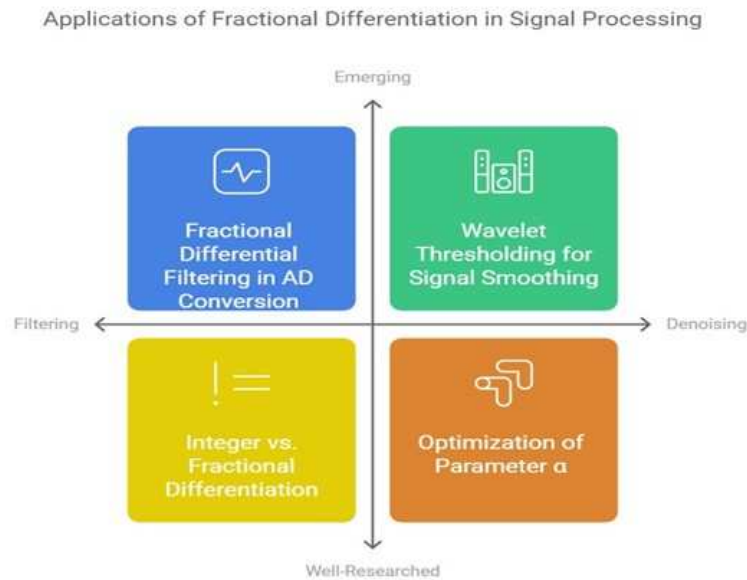 Applications of Fractional Differentiation in Signal Processing
Emerging
Fractional
Differential
Filtering in AD
Conversion
Wavelet
Thresholding for
Signal Smoothing
Filtering
Denoising
Integer vs.
Fractional
Differentiation
Optimization of
Parameter α
Well-Researched